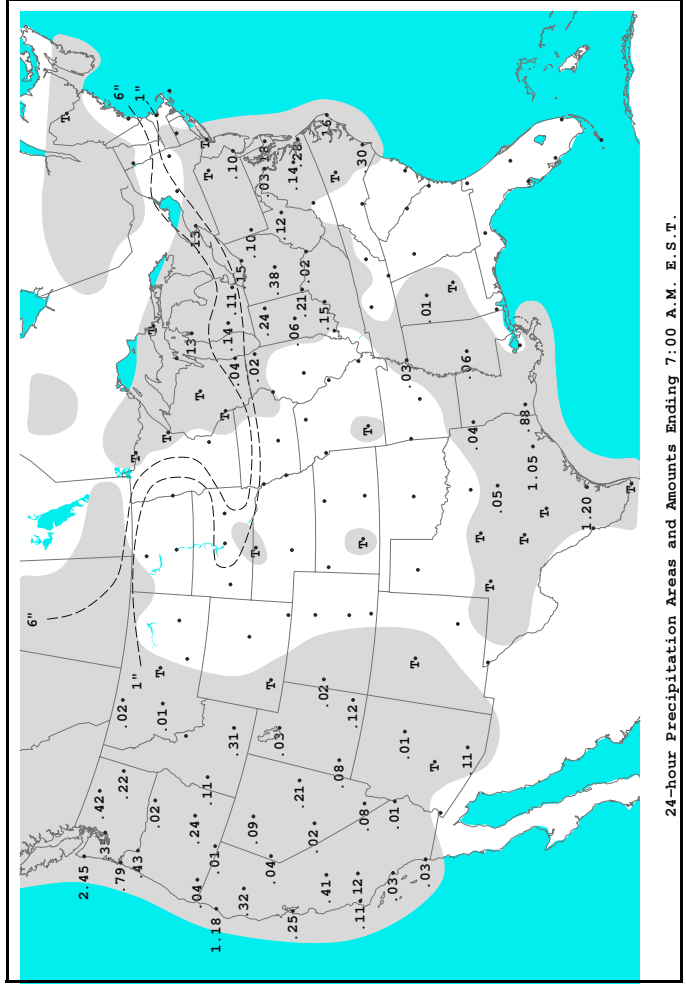 6"
T
2.45
.42
.79
.22
.02
6"
.43
T
1"
1"
.02
T
.01
T
T
.04
.24
13
T
.13
T
T
1.18
.01
.11
T
.14
.31
.04
.11
.10
.32
.15
.09
T
.02
.10
.24
.03
.18
.04
T
.38
.03
.12
.25
.06
.14
.28
.21
.21
.02
.02
.41
.02
.15
.16
T
.08
.12
.12
.11
.08
T
T
.30
.03
.01
.01
T
.03
.03
.01
T
T
.11
.06
.04
T
T
.05
.88
T
1.05
T
1.20
T
24-hour Precipitation Areas and Amounts Ending 7:00 A.M. E.S.T.